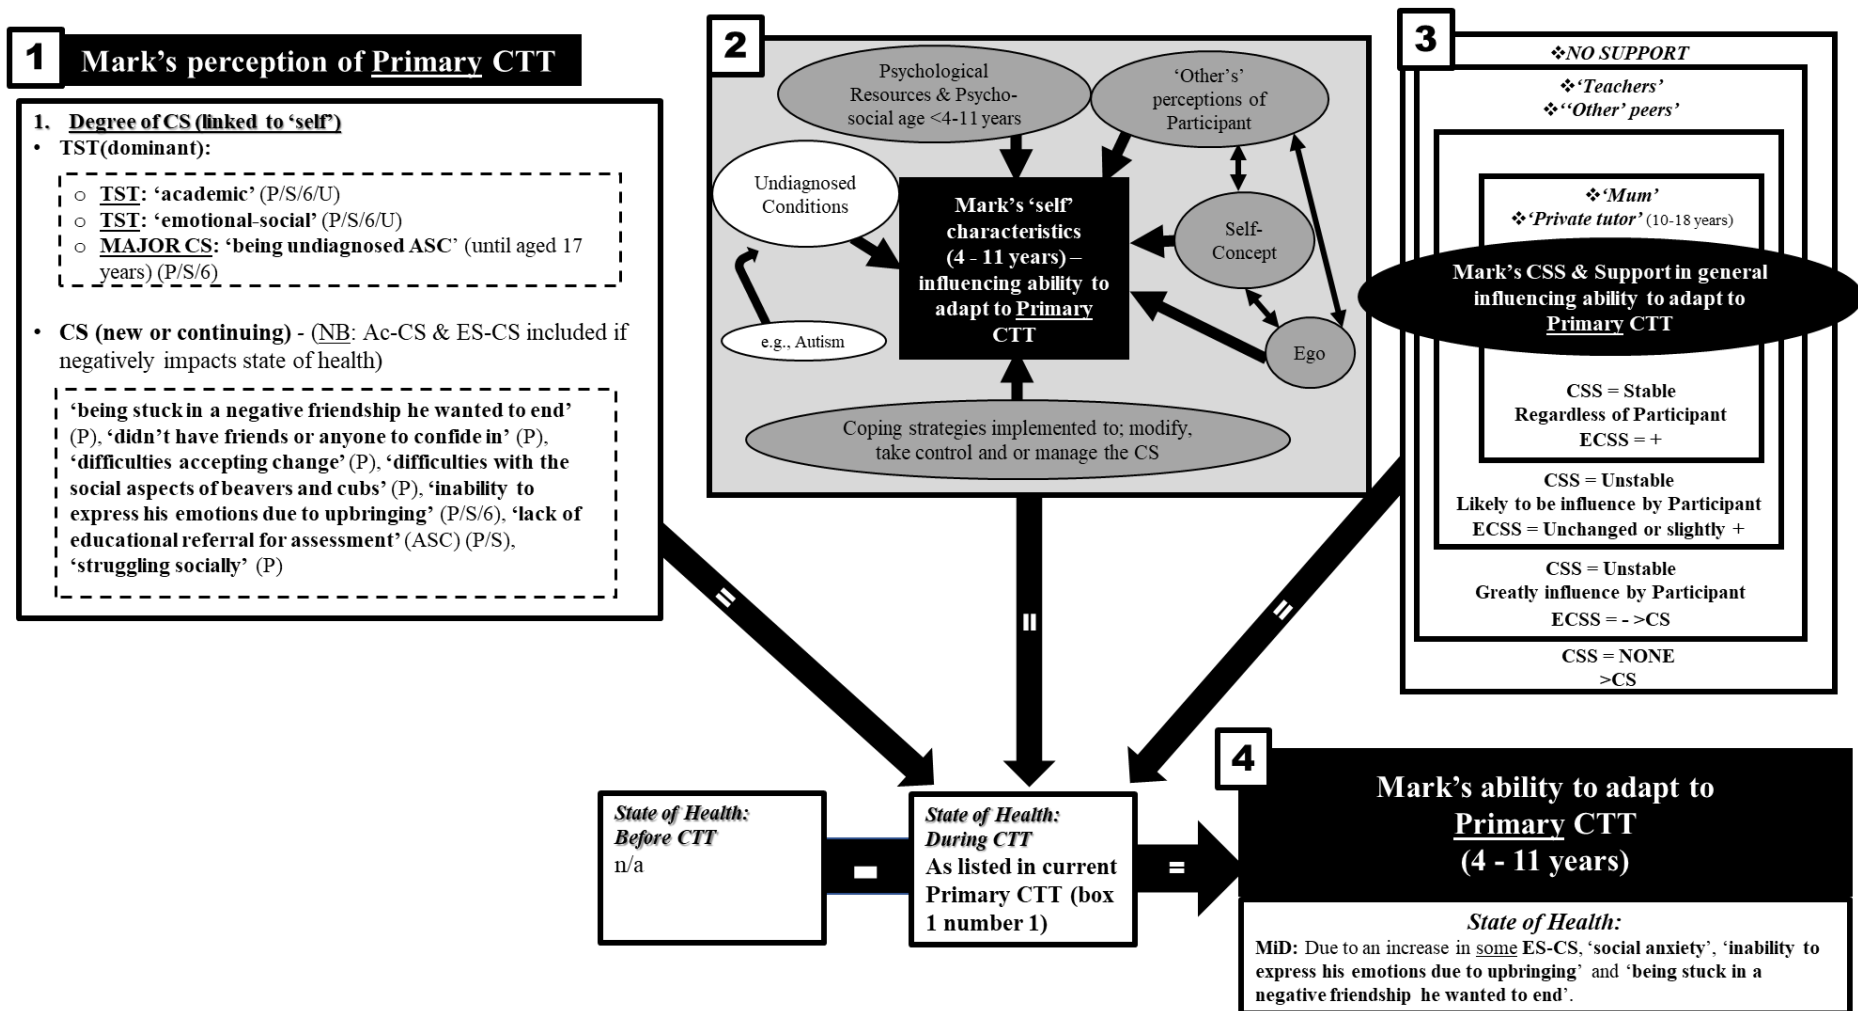 1
Mark's perception of Primary CTT
1. Degree of CS (linked to 'self')
• TST(dominant):
o TST: 'academic' (P/S/6/U)
o TST: 'emotional-social' (P/S/6/U)
o MAJOR CS: 'being undiagnosed ASC' (until aged 17
years) (P/S/6)
• CS (new or continuing) - (NB: Ac-CS & ES-CS included if
negatively impacts state of health)
'being stuck in a negative friendship he wanted to end'
(P), 'didn't have friends or anyone to confide in' (P),
'difficulties accepting change' (P), 'difficulties with the
social aspects of beavers and cubs' (P), 'inability to
express his emotions due to upbringing' (P/S/6), 'lack of
educational referral for assessment' (ASC) (P/S),
'struggling socially' (P)
2
Psychological
Resources & Psycho-
social age <4-11 years
'Other's'
perceptions of
Participant
Undiagnosed
Conditions
Mark's 'self'
characteristics
(4 - 11 years) –
influencing ability to
adapt to Primary
CTT
Self-
Concept
e.g., Autism
Ego
Coping strategies implemented to; modify,
take control and or manage the CS
3
❖NO SUPPORT
❖'Teachers'
❖''Other' peers'
❖'Mum'
❖'Private tutor' (10-18 years)
Mark's CSS & Support in general
influencing ability to adapt to
Primary CTT
CSS = Stable
Regardless of Participant
ECSS = +
CSS = Unstable
Likely to be influence by Participant
ECSS = Unchanged or slightly +
CSS = Unstable
Greatly influence by Participant
ECSS = - >CS
CSS = NONE
>CS
=
=
=
State of Health:
Before CTT
n/a
-
State of Health:
During CTT
As listed in current
Primary CTT (box
1 number 1)
=
4
Mark's ability to adapt to
Primary CTT
(4 - 11 years)
State of Health:
MiD: Due to an increase in some ES-CS, 'social anxiety', 'inability to
express his emotions due to upbringing' and 'being stuck in a
negative friendship he wanted to end'.